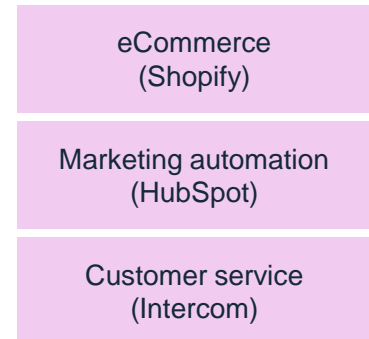 eCommerce
(Shopify)
Marketing automation
(HubSpot)
Customer service
(Intercom)